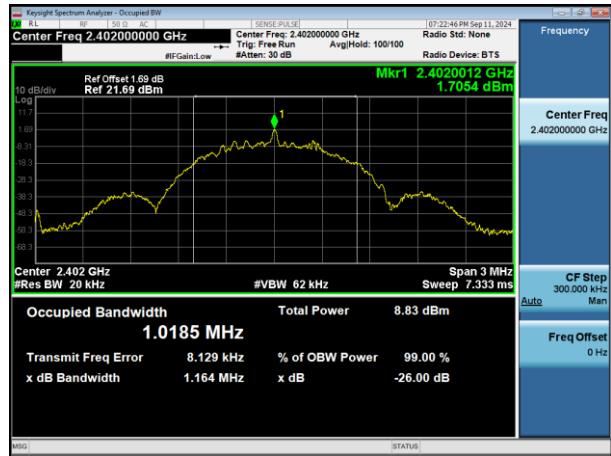 Keysight Spectrum Analyzer - Occupied BW
RL RF 50 Ω AC SENSE:PULSE 07:22:46 PM Sep 11, 2024
Center Freq 2.402000000 GHz Center Freq: 2.402000000 GHz Radio Std: None Frequency
Trig: Free Run Avg|Hold: 100/100
#IFGain:Low #Atten: 30 dB Radio Device: BTS
Ref Offset 1.69 dB Mkr1 2.4020012 GHz
10 dB/div Ref 21.69 dBm 1.7054 dBm
Log
11.7
1
1.69
-8.31
-18.3
-28.3
-38.3
-48.3
-58.3
-68.3
Center Freq
2.402000000 GHz
Center 2.402 GHz Span 3 MHz
#Res BW 20 kHz #VBW 62 kHz Sweep 7.333 ms
CF Step
300.000 kHz
Auto Man
Occupied Bandwidth Total Power 8.83 dBm
1.0185 MHz
Transmit Freq Error 8.129 kHz % of OBW Power 99.00 %
x dB Bandwidth 1.164 MHz x dB -26.00 dB
Freq Offset
0 Hz
MSG STATUS